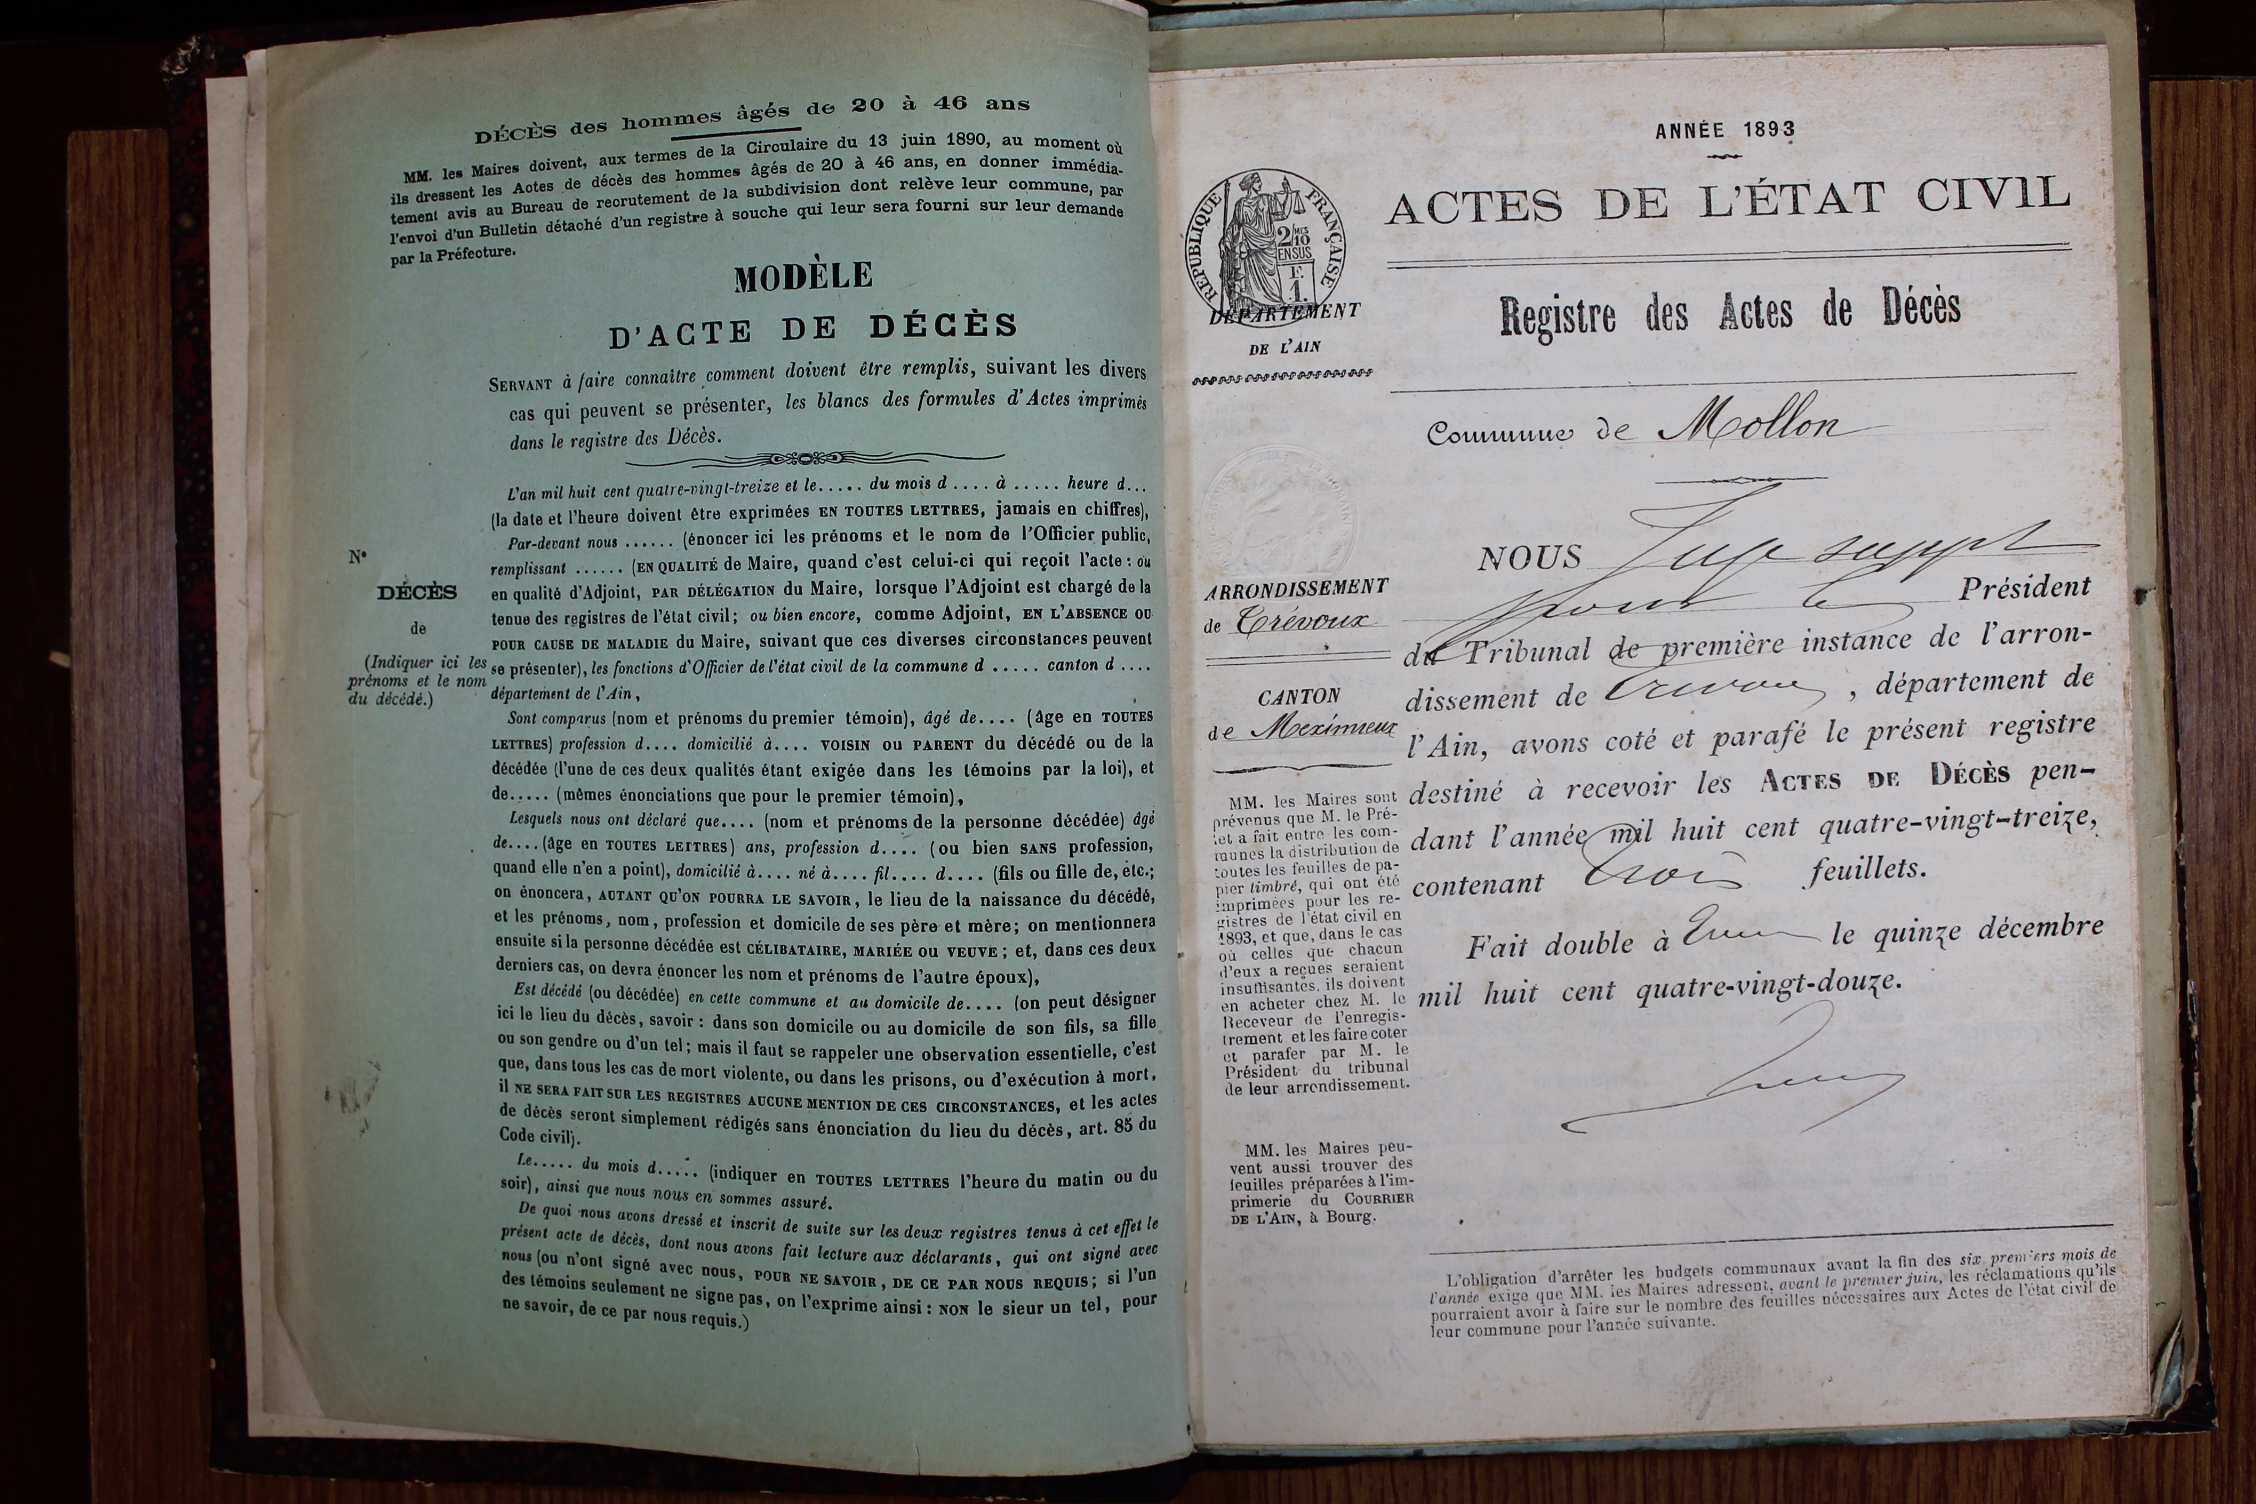 DÉCÈS des hommes âgés de 20 à 46 ans
MM. les Maires doivent, aux termes de la Circulaire du 13 juin 1890, au moment où
ils dressent les Actes de décès des hommes âgés de 20 à 46 ans, en donner immédia-
tement avis au Bureau de recrutement de la subdivision dont relève leur commune, par
l'envoi d'un Bulletin détaché d'un registre à souche qui leur sera fourni sur leur demande
par la Préfecture.
MODÈLE
D'ACTE DE DÉCÈS
SERVANT à faire connaître comment doivent être remplis, suivant les divers
cas qui peuvent se présenter, les blancs des formules d'Actes imprimés
dans le registre des Décès.
N°
DÉCÈS
de
(Indiquer ici les
prénoms et le nom
du décédé.)
L'an mil huit cent quatre-vingt-treize et le..... du mois d .... à ..... heure d...
(la date et l'heure doivent être exprimées EN TOUTES LETTRES, jamais en chiffres),
Par-devant nous ...... (énoncer ici les prénoms et le nom de l'Officier public,
remplissant ...... (EN QUALITÉ de Maire, quand c'est celui-ci qui reçoit l'acte : ou
en qualité d'Adjoint, PAR DÉLÉGATION du Maire, lorsque l'Adjoint est chargé de la
tenue des registres de l'état civil; ou bien encore, comme Adjoint, EN L'ABSENCE OU
POUR CAUSE DE MALADIE du Maire, suivant que ces diverses circonstances peuvent
se présenter), les fonctions d'Officier de l'état civil de la commune d ..... canton d ....
département de l'Ain,
Sont comparus (nom et prénoms du premier témoin), âgé de.... (âge en TOUTES
LETTRES) profession d.... domicilié à.... VOISIN OU PARENT du décédé ou de la
décédée (l'une de ces deux qualités étant exigée dans les témoins par la loi), et
de..... (mêmes énonciations que pour le premier témoin),
Lesquels nous ont déclaré que.... (nom et prénoms de la personne décédée) âgé
de.... (âge en TOUTES LETTRES) ans, profession d.... (ou bien SANS profession,
quand elle n'en a point), domicilié à.... né à.... fil.... d.... (fils ou fille de, etc.;
on énoncera, AUTANT QU'ON POURRA LE SAVOIR, le lieu de la naissance du décédé,
et les prénoms, nom, profession et domicile de ses père et mère; on mentionnera
ensuite si la personne décédée est CÉLIBATAIRE, MARIÉE OU VEUVE; et, dans ces deux
derniers cas, on devra énoncer les nom et prénoms de l'autre époux),
Est décédé (ou décédée) en cette commune et au domicile de.... (on peut désigner
ici le lieu du décès, savoir : dans son domicile ou au domicile de son fils, sa fille
ou son gendre ou d'un tel; mais il faut se rappeler une observation essentielle, c'est
que, dans tous les cas de mort violente, ou dans les prisons, ou d'exécution à mort,
il NE SERA FAIT SUR LES REGISTRES AUCUNE MENTION DE CES CIRCONSTANCES, et les actes
de décès seront simplement rédigés sans énonciation du lieu du décès, art. 85 du
Code civil).
Le..... du mois d..... (indiquer en TOUTES LETTRES l'heure du matin ou du
soir), ainsi que nous nous en sommes assuré.
De quoi nous avons dressé et inscrit de suite sur les deux registres tenus à cet effet le
présent acte de décès, dont nous avons fait lecture aux déclarants, qui ont signé avec
nous (ou n'ont signé avec nous, POUR NE SAVOIR, DE CE PAR NOUS REQUIS; si l'un
des témoins seulement ne signe pas, on l'exprime ainsi : NON le sieur un tel, pour
ne savoir, de ce par nous requis.)
ANNÉE 1893
ACTES DE L'ÉTAT CIVIL
RÉPUBLIQUE FRANÇAISE
2/10 MES
EN SUS
1 F.
DÉPARTEMENT
DE L'AIN
Registre des Actes de Décès
Commune de Mollon
ARRONDISSEMENT
de Trévoux
CANTON
de Meximieux
MM. les Maires sont
prévenus que M. le Pré-
fet a fait entre les com-
munes la distribution de
toutes les feuilles de pa-
pier timbré, qui ont été
imprimées pour les re-
gistres de l'état civil en
1893, et que, dans le cas
où celles que chacun
d'eux a reçues seraient
insuffisantes, ils doivent
en acheter chez M. le
Receveur de l'enregis-
trement et les faire coter
et parafer par M. le
Président du tribunal
de leur arrondissement.
MM. les Maires peu-
vent aussi trouver des
feuilles préparées à l'im-
primerie du COURRIER
DE L'AIN, à Bourg.
NOUS Juge suppt
pour le Président
du Tribunal de première instance de l'arron-
dissement de Trévoux, département de
l'Ain, avons coté et parafé le présent registre
destiné à recevoir les ACTES DE DÉCÈS pen-
dant l'année mil huit cent quatre-vingt-treize,
contenant trois feuillets.
Fait double à le quinze décembre
mil huit cent quatre-vingt-douze.
L'obligation d'arrêter les budgets communaux avant la fin des six premiers mois de
l'année exige que MM. les Maires adressent, avant le premier juin, les réclamations qu'ils
pourraient avoir à faire sur le nombre des feuilles nécessaires aux Actes de l'état civil de
leur commune pour l'année suivante.